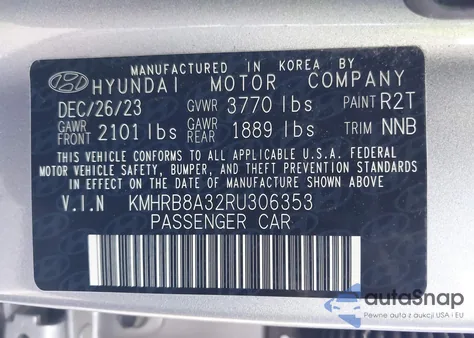 MANUFACTURED IN KOREA BY
HYUNDAI MOTOR COMPANY
DEC/26/23 GVWR 3770 lbs PAINT R2T
GAWR FRONT 2101 lbs GAWR REAR 1889 lbs TRIM NNB
THIS VEHICLE CONFORMS TO ALL APPLICABLE U.S.A. FEDERAL
MOTOR VEHICLE SAFETY, BUMPER, AND THEFT PREVENTION STANDARDS
IN EFFECT ON THE DATE OF MANUFACTURE SHOWN ABOVE.
V.I.N KMHRB8A32RU306353
PASSENGER CAR
autoSnap
Pewne auta z aukcji USA i EU